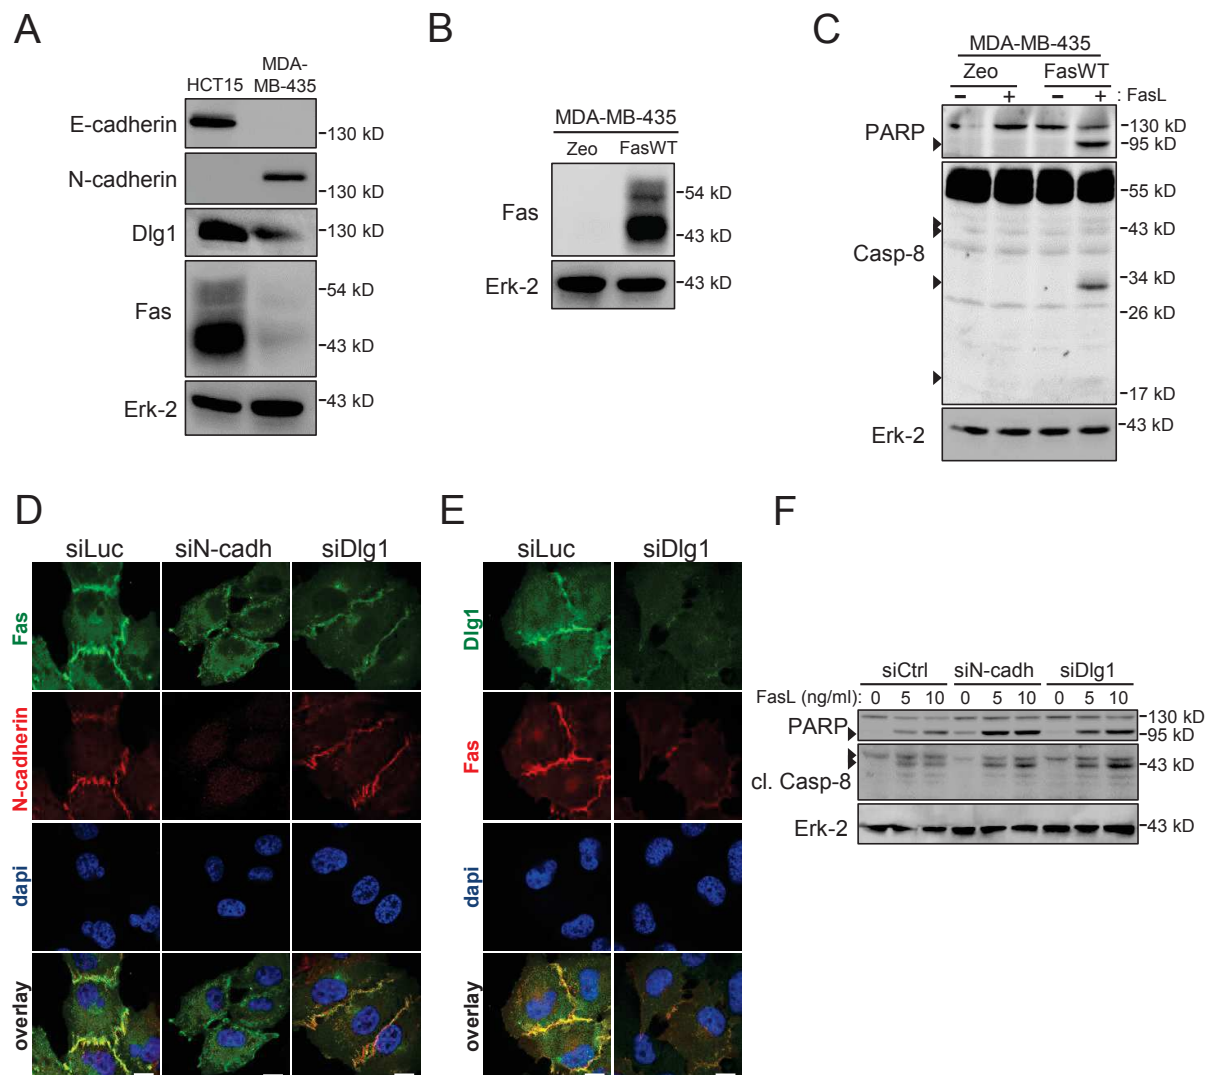 A
HCT15
MDA-
MB-435
E-cadherin
-130 kD
N-cadherin
-130 kD
Dlg1
-130 kD
Fas
-54 kD
-43 kD
Erk-2
-43 kD
B
MDA-MB-435
Zeo FasWT
Fas
-54 kD
-43 kD
Erk-2
-43 kD
C
MDA-MB-435
Zeo FasWT
- + - + : FasL
PARP
-130 kD
-95 kD
Casp-8
-55 kD
-43 kD
-34 kD
-26 kD
-17 kD
Erk-2
-43 kD
D
siLuc siN-cadh siDlg1
Fas
N-cadherin
dapi
overlay
E
siLuc siDlg1
Dlg1
Fas
dapi
overlay
F
siCtrl siN-cadh siDlg1
FasL (ng/ml): 0 5 10 0 5 10 0 5 10
PARP
-130 kD
-95 kD
cl. Casp-8
-43 kD
Erk-2
-43 kD